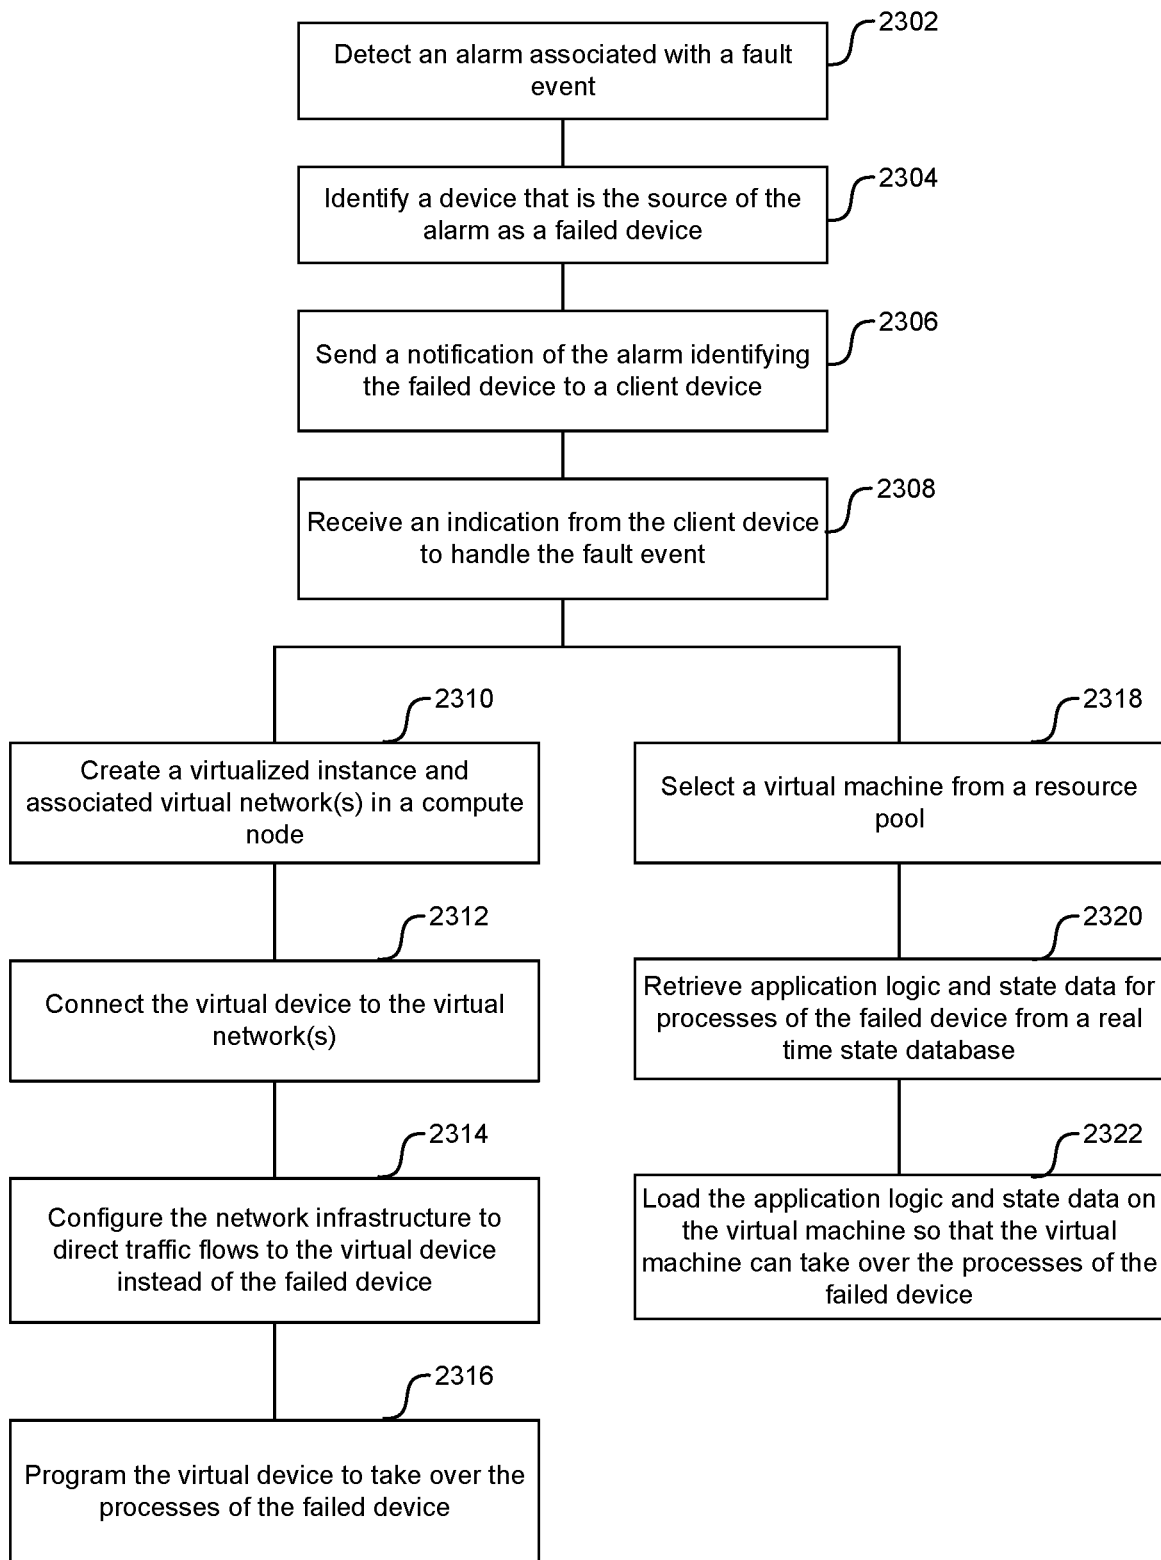 2302
Detect an alarm associated with a fault
event
2304
Identify a device that is the source of the
alarm as a failed device
2306
Send a notification of the alarm identifying
the failed device to a client device
2308
Receive an indication from the client device
to handle the fault event
2310
Create a virtualized instance and
associated virtual network(s) in a compute
node
2312
Connect the virtual device to the virtual
network(s)
2314
Configure the network infrastructure to
direct traffic flows to the virtual device
instead of the failed device
2316
Program the virtual device to take over the
processes of the failed device
2318
Select a virtual machine from a resource
pool
2320
Retrieve application logic and state data for
processes of the failed device from a real
time state database
2322
Load the application logic and state data on
the virtual machine so that the virtual
machine can take over the processes of the
failed device